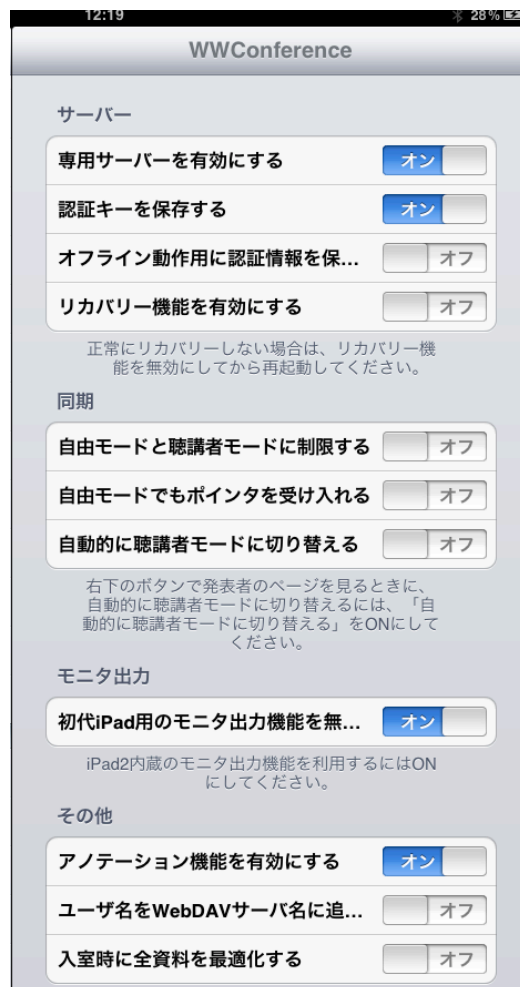 12:19
28%
WWConference
サーバー
専用サーバーを有効にする
オン
認証キーを保存する
オン
オフライン動作用に認証情報を保...
オフ
リカバリー機能を有効にする
オフ
正常にリカバリーしない場合は、リカバリー機
能を無効にしてから再起動してください。
同期
自由モードと聴講者モードに制限する
オフ
自由モードでもポインタを受け入れる
オフ
自動的に聴講者モードに切り替える
オフ
右下のボタンで発表者のページを見るときに、
自動的に聴講者モードに切り替えるには、「自
動的に聴講者モードに切り替える」をONにして
ください。
モニタ出力
初代iPad用のモニタ出力機能を無...
オン
iPad2内蔵のモニタ出力機能を利用するにはON
にしてください。
その他
アノテーション機能を有効にする
オン
ユーザ名をWebDAVサーバ名に追...
オフ
入室時に全資料を最適化する
オフ